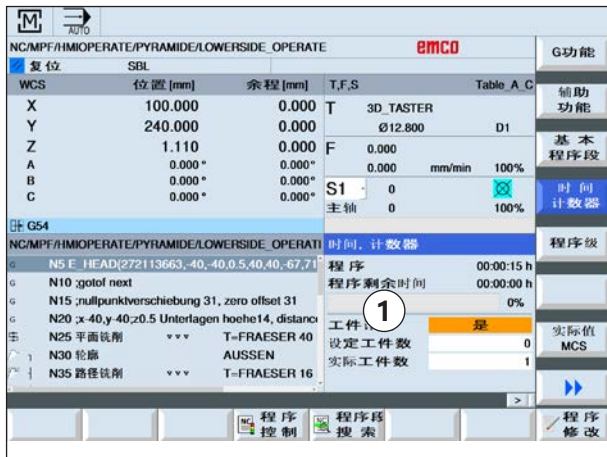 M
AUTO
NC/MPF/HMIOPERATE/PYRAMIDE/LOWERSIDE_OPERATE
emco
复位 SBL
WCS 位置 [mm] 余程 [mm] T,F,S Table_A_C
X 100.000 0.000 T 3D_TASTER
Y 240.000 0.000 Ø12.800 D1
Z 1.110 0.000 F 0.000
A 0.000 ° 0.000° 0.000 mm/min 100%
B 0.000 ° 0.000° S1 0
C 0.000 ° 0.000° 主轴 0 100%
G54
NC/MPF/HMIOPERATE/PYRAMIDE/LOWERSIDE_OPERATI
G N5 E_HEAD(272113663,-40,-40,0.5,40,40,-67,71
G N10 ;gotof next
G N15 ;nullpunktverschiebung 31, zero offset 31
G N20 ;x-40,y-40;z0.5 Unterlagen hoehe14, distanc
N25 平面铣削 ▿▿▿ T=FRAESER 40
N30 轮廓 AUSSEN
N35 路径铣削 ▿▿▿ T=FRAESER 16
时间, 计数器
程序 00:00:15 h
程序剩余时间 00:00:00 h
0%
1
工件 是
设定工件数 0
实际工件数 1
>
G功能
辅助
功能
基本
程序段
时间
计数器
程序级
实际值
MCS
NC 程序
控制
NC 程序段
搜索
程序
修改